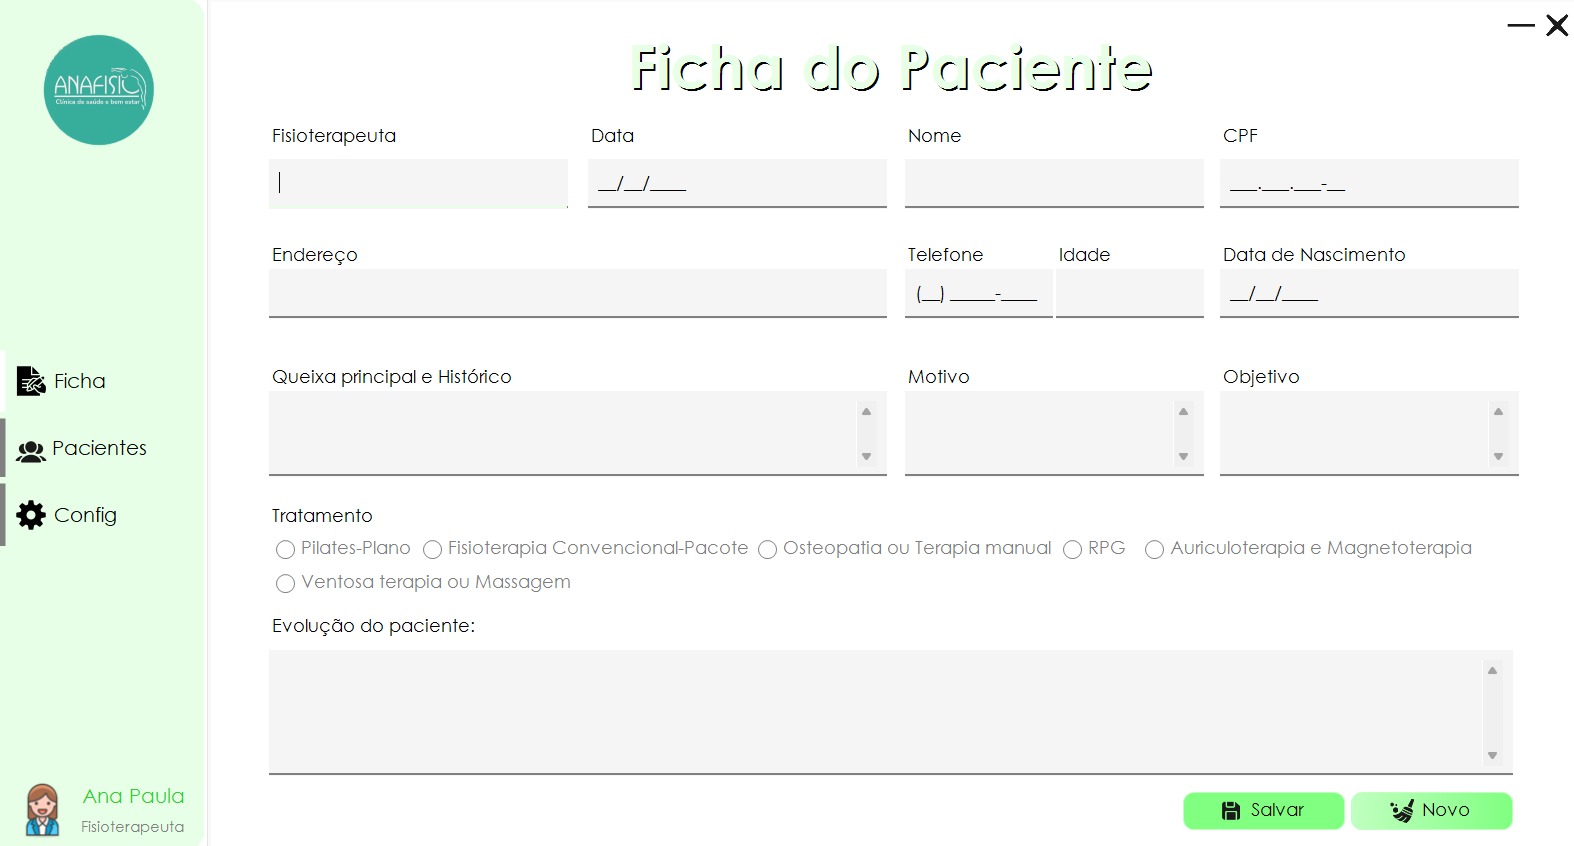 ANAFISIO
Clínica de saúde e bem estar
Ficha
Pacientes
Config
Ana Paula
Fisioterapeuta
Ficha do Paciente
Fisioterapeuta Data Nome CPF
__/__/____ ___.___.___-__
Endereço Telefone Idade Data de Nascimento
(__) _____-____ __/__/____
Queixa principal e Histórico Motivo Objetivo
Tratamento
Pilates-Plano Fisioterapia Convencional-Pacote Osteopatia ou Terapia manual RPG Auriculoterapia e Magnetoterapia
Ventosa terapia ou Massagem
Evolução do paciente:
Salvar Novo